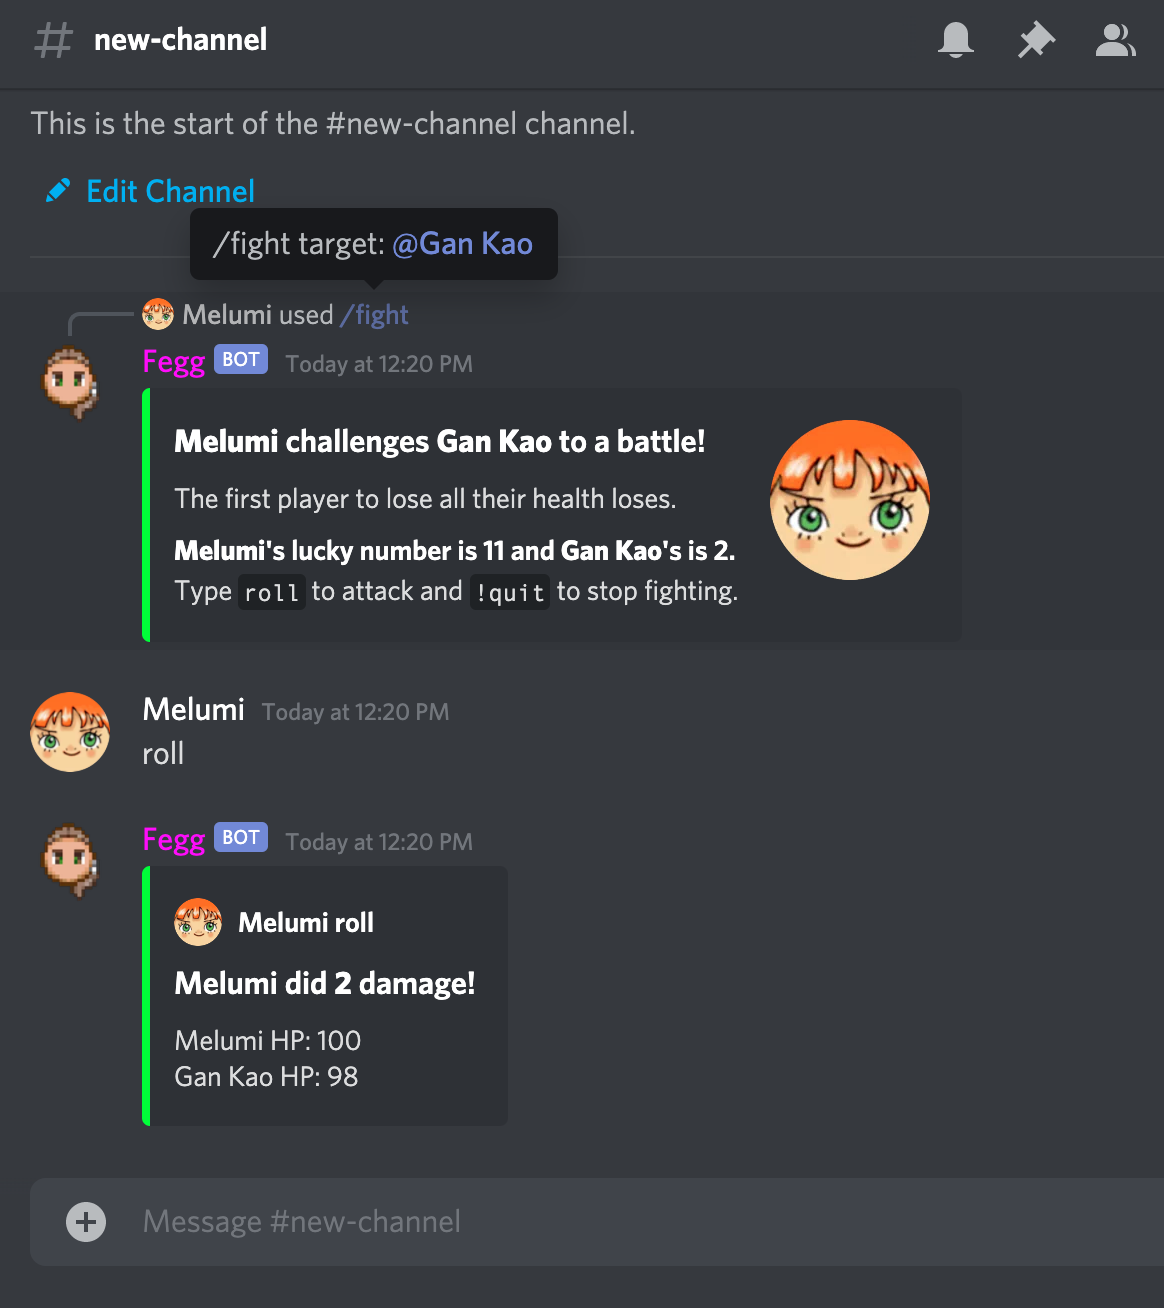 # new-channel
This is the start of the #new-channel channel.
Edit Channel
/fight target: @Gan Kao
Melumi used /fight
Fegg BOT Today at 12:20 PM
Melumi challenges Gan Kao to a battle!
The first player to lose all their health loses.
Melumi's lucky number is 11 and Gan Kao's is 2.
Type roll to attack and !quit to stop fighting.
Melumi Today at 12:20 PM
roll
Fegg BOT Today at 12:20 PM
Melumi roll
Melumi did 2 damage!
Melumi HP: 100
Gan Kao HP: 98
Message #new-channel